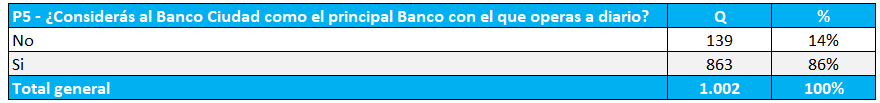 P5 - ¿Considerás al Banco Ciudad como el principal Banco con el que operas a diario? Q %
No 139 14%
Si 863 86%
Total general 1.002 100%